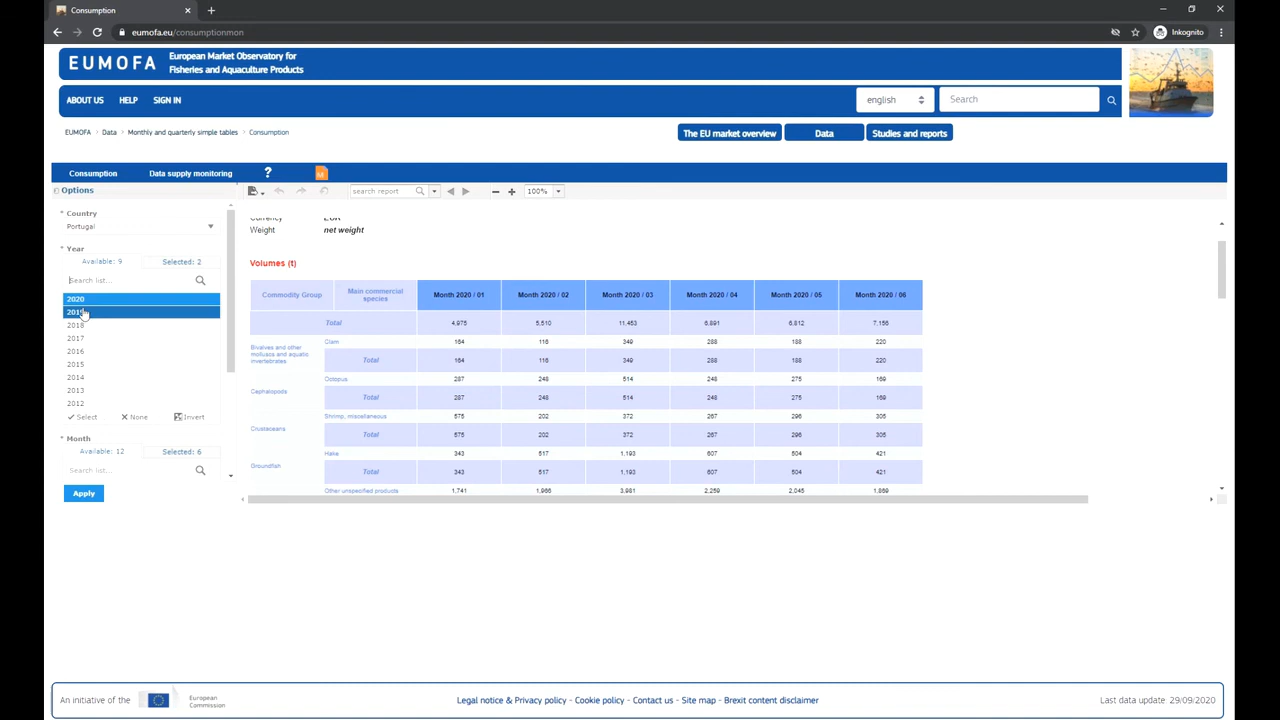 Consumption
eumofa.eu/consumptionmon
Inkognito
EUMOFA
European Market Observatory for
Fisheries and Aquaculture Products
ABOUT US HELP SIGN IN
english
Search
EUMOFA Data Monthly and quarterly simple tables Consumption
The EU market overview Data Studies and reports
Consumption Data supply monitoring ?
Options
search report
100%
* Country
Portugal
* Year
Available: 9 Selected: 2
Search list...
2020
2019
2018
2017
2016
2015
2014
2013
2012
Select None Invert
* Month
Available: 12 Selected: 6
Search list...
Apply
Currency EUR
Weight net weight
Volumes (t)
Commodity Group Main commercial species Month 2020 / 01 Month 2020 / 02 Month 2020 / 03 Month 2020 / 04 Month 2020 / 05 Month 2020 / 06
Total 4,975 5,510 11,453 6,891 6,812 7,156
Bivalves and other molluscs and aquatic invertebrates Clam 164 116 349 288 188 220
Total 164 116 349 288 188 220
Cephalopods Octopus 287 248 514 248 275 169
Total 287 248 514 248 275 169
Crustaceans Shrimp, miscellaneous 575 202 372 267 296 305
Total 575 202 372 267 296 305
Groundfish Hake 343 517 1,193 607 504 421
Total 343 517 1,193 607 504 421
Other unspecified products 1,741 1,966 3,981 2,259 2,045 1,869
An initiative of the
European
Commission
Legal notice & Privacy policy - Cookie policy - Contact us - Site map - Brexit content disclaimer
Last data update 29/09/2020